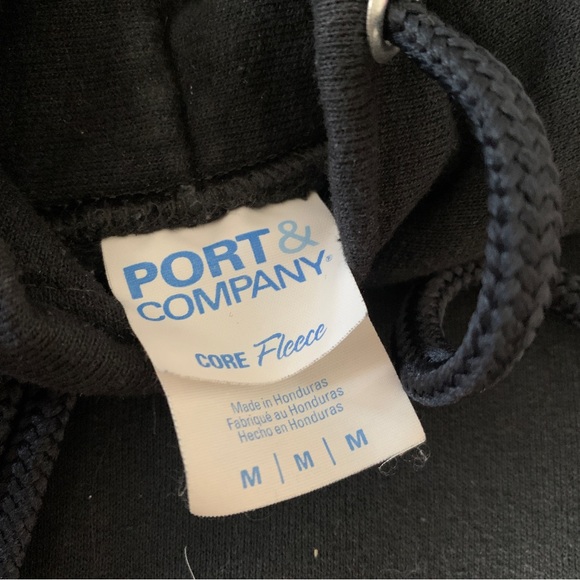 PORT &
COMPANY®
CORE Fleece
Made in Honduras
Fabriqué au Honduras
Hecho en Honduras
M | M | M